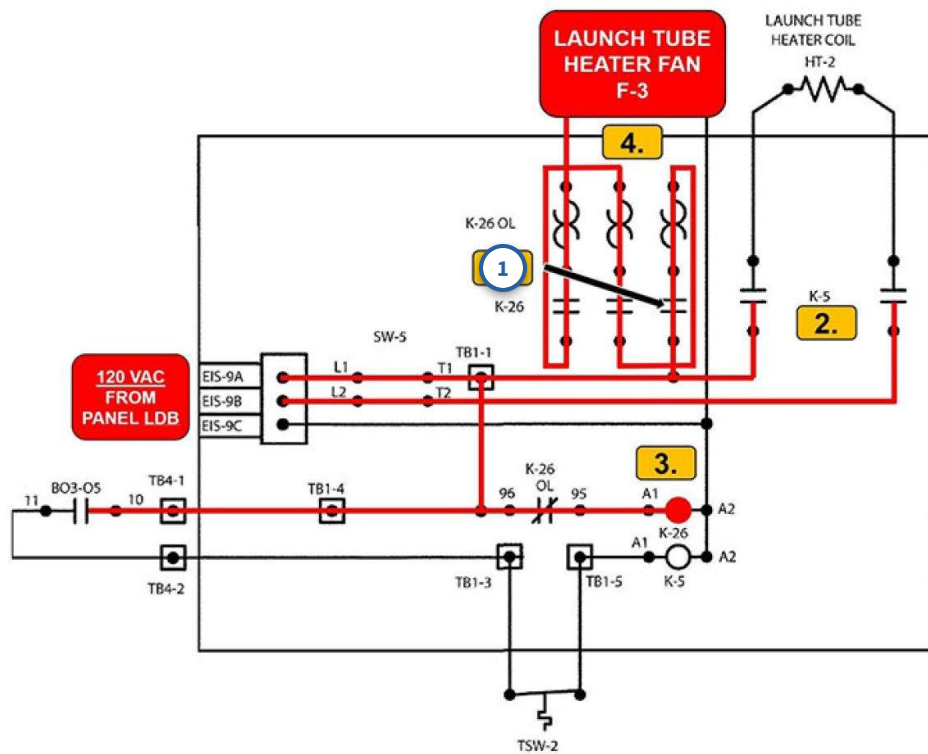 LAUNCH TUBE
HEATER FAN
F-3
LAUNCH TUBE
HEATER COIL
HT-2
4.
K-26 OL
1
K-26
K-5
2.
SW-5
TB1-1
120 VAC
FROM
PANEL LDB
EIS-9A
L1
T1
EIS-9B
L2
T2
EIS-9C
3.
K-26
OL
11
BO3-O5
10
TB4-1
TB1-4
96
95
A1
A2
K-26
A1
A2
TB4-2
TB1-3
TB1-5
K-5
TSW-2